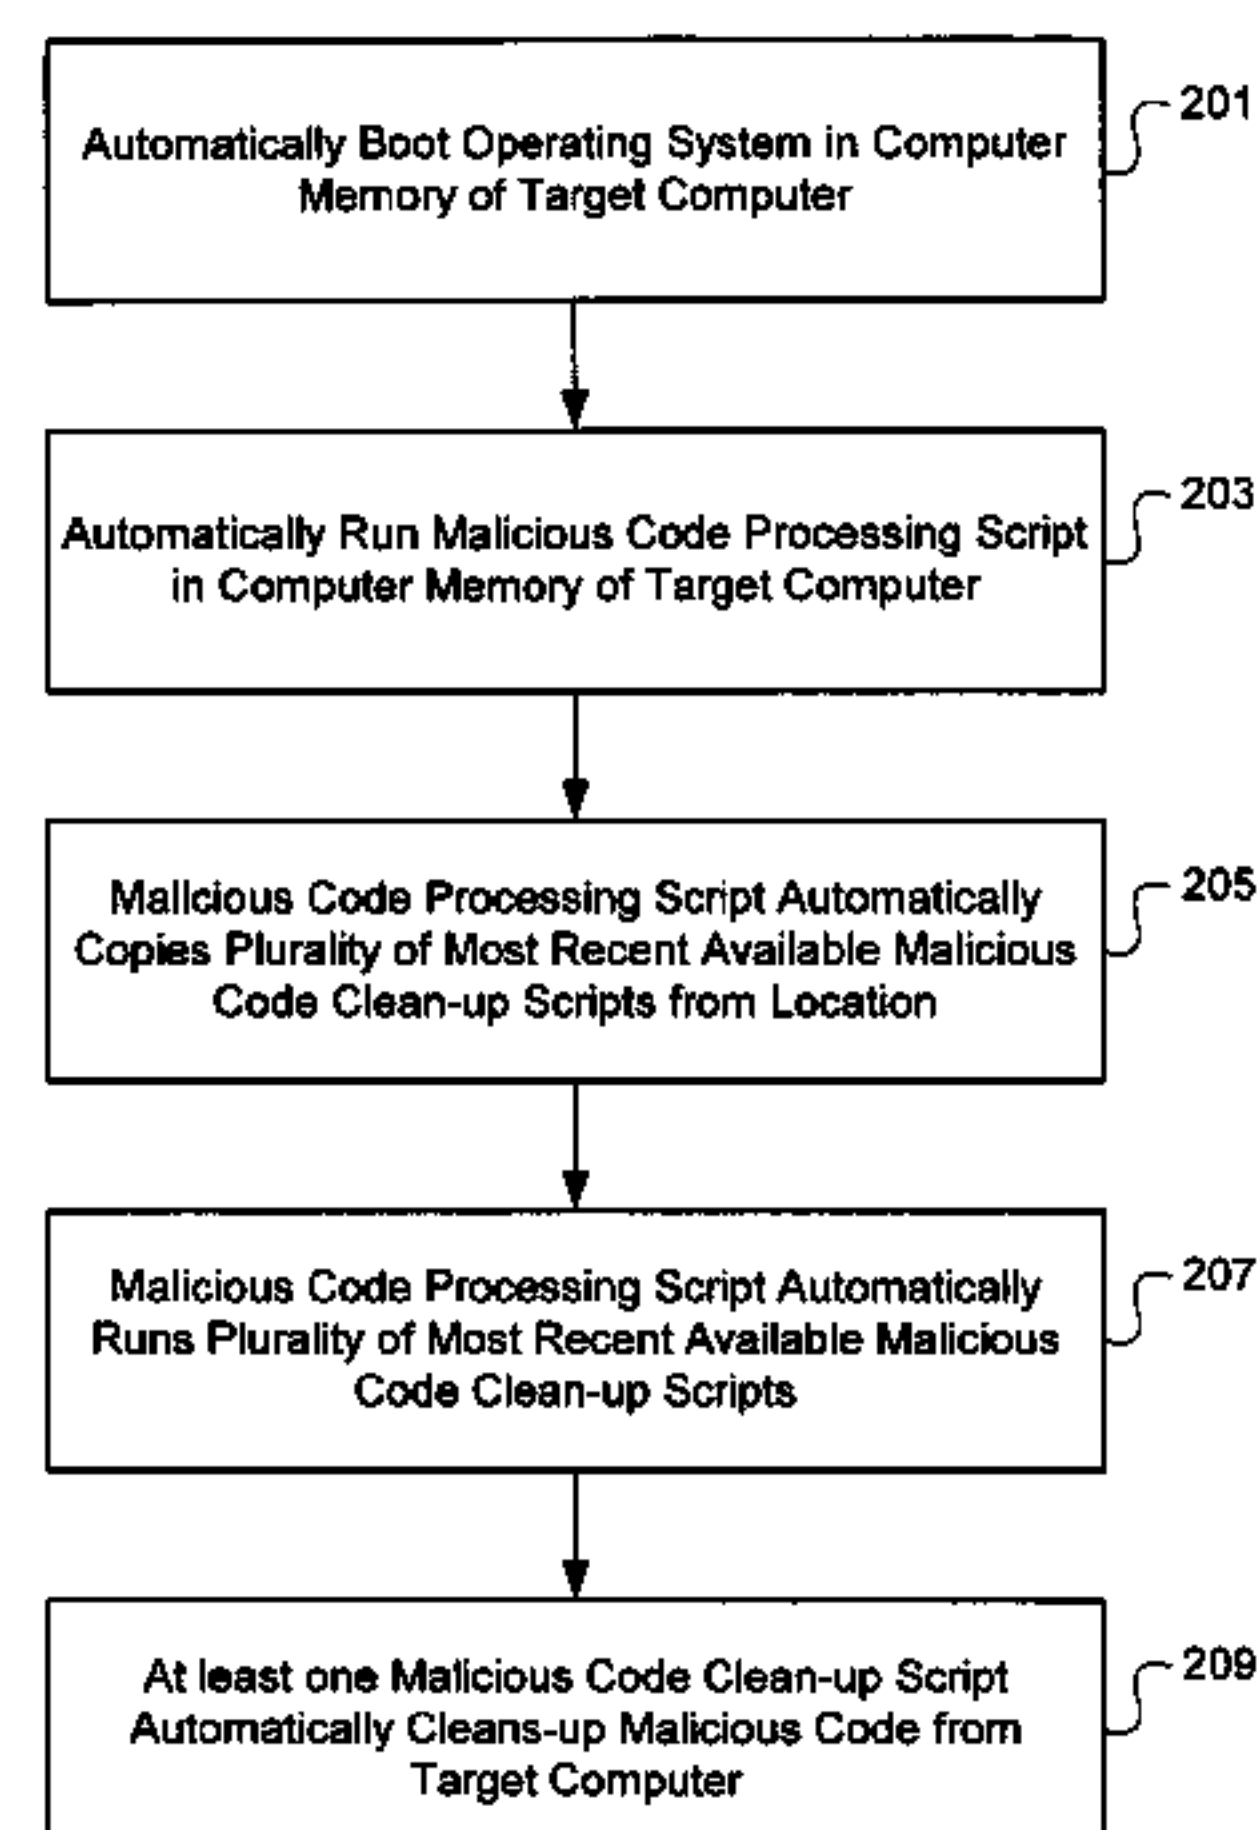 201
Automatically Boot Operating System in Computer
Memory of Target Computer
203
Automatically Run Malicious Code Processing Script
in Computer Memory of Target Computer
205
Malicious Code Processing Script Automatically
Copies Plurality of Most Recent Available Malicious
Code Clean-up Scripts from Location
207
Malicious Code Processing Script Automatically
Runs Plurality of Most Recent Available Malicious
Code Clean-up Scripts
209
At least one Malicious Code Clean-up Script
Automatically Cleans-up Malicious Code from
Target Computer